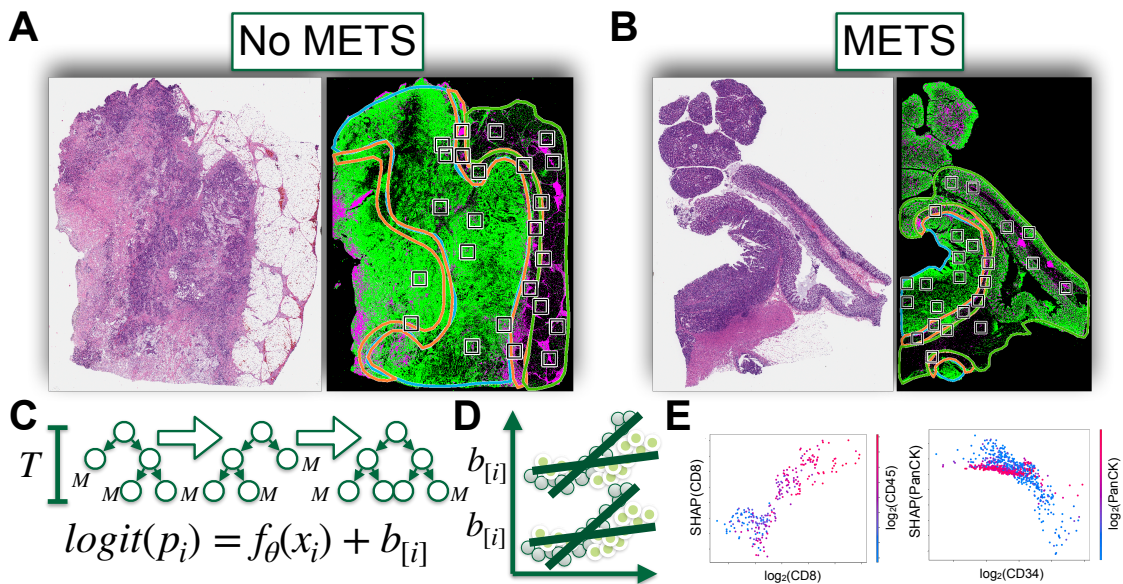 A
No METS
B
METS
C
T
M
M
M
M
M
M
M
logit(p_i) = f_θ(x_i) + b_[i]
D
b_[i]
b_[i]
E
SHAP(CD8)
log₂(CD8)
log₂(CD45)
SHAP(PanCK)
log₂(CD34)
log₂(PanCK)